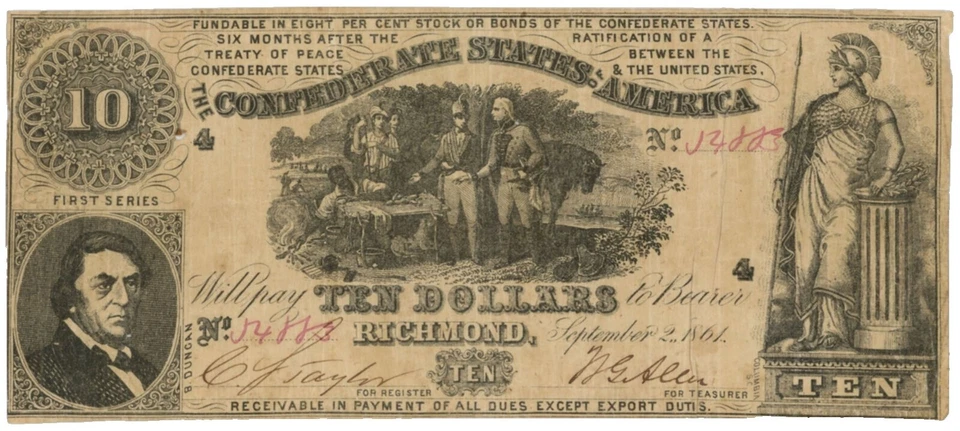 FUNDABLE IN EIGHT PER CENT STOCK OR BONDS OF THE CONFEDERATE STATES.
SIX MONTHS AFTER THE RATIFICATION OF A
TREATY OF PEACE BETWEEN THE
CONFEDERATE STATES & THE UNITED STATES.
THE CONFEDERATE STATES OF AMERICA
10
4
No
FIRST SERIES
4
Will pay TEN DOLLARS to Bearer
No
RICHMOND, September 2, 1861.
B DUNCAN
C J Taylor
TEN
FOR REGISTER
FOR TREASURER
TEN
RECEIVABLE IN PAYMENT OF ALL DUES EXCEPT EXPORT DUTIS.